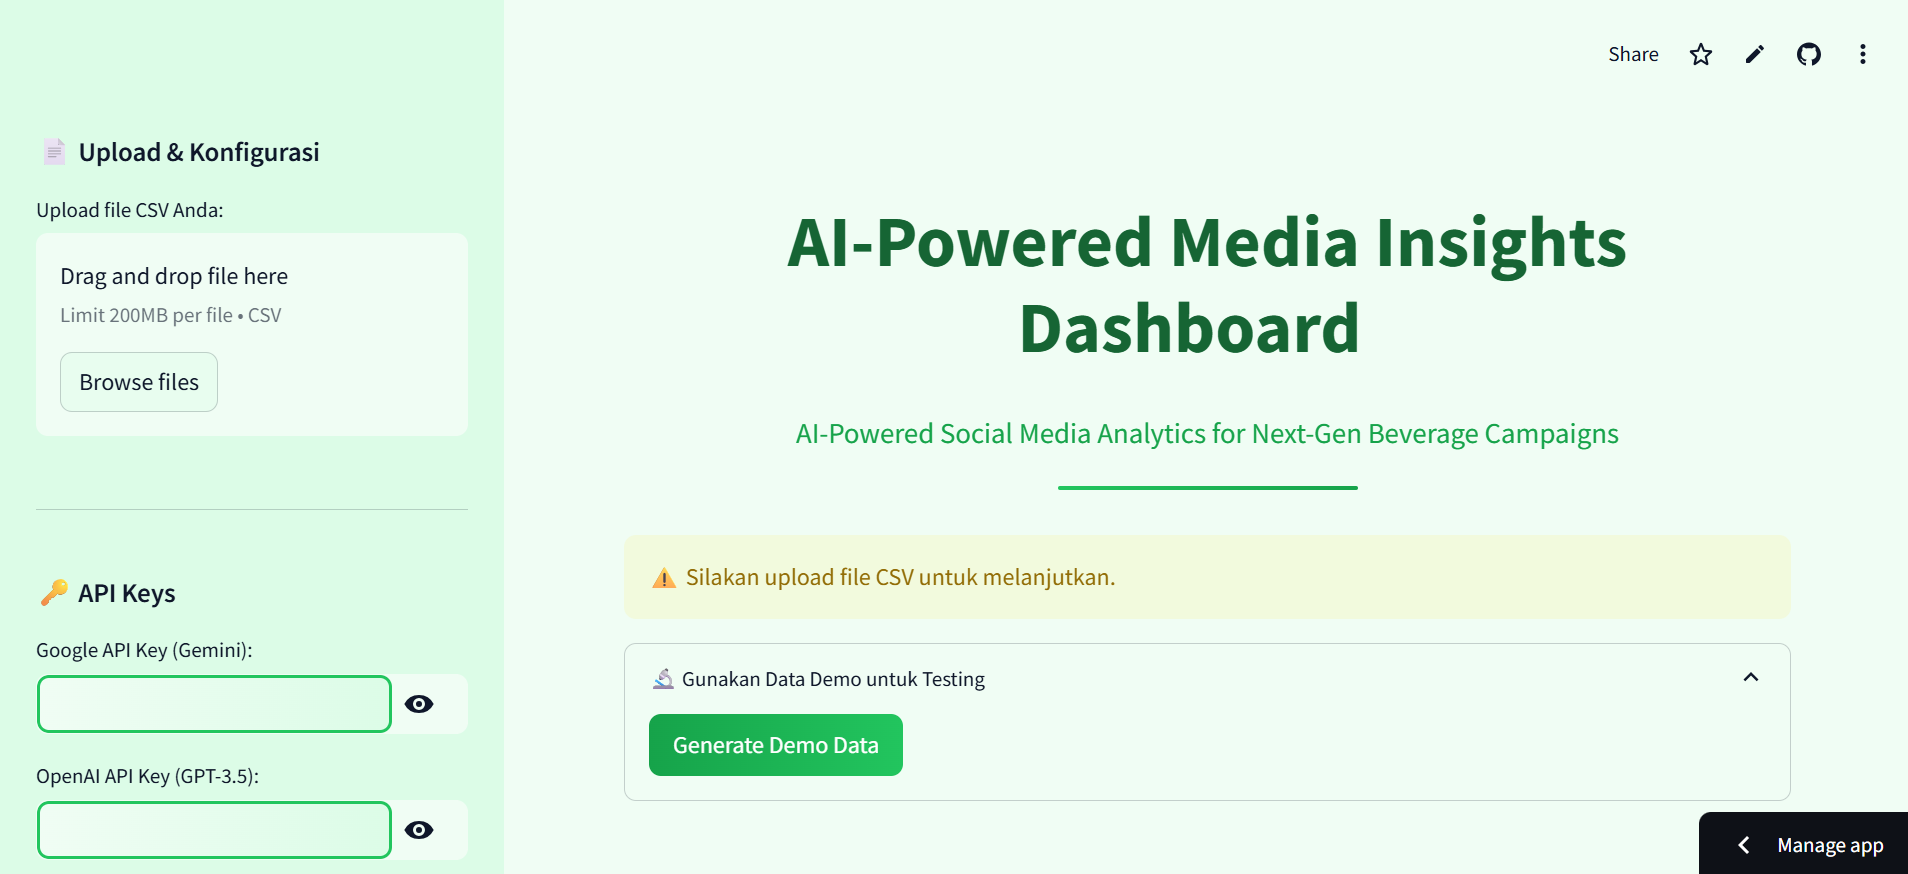 Share
Upload & Konfigurasi
Upload file CSV Anda:
Drag and drop file here
Limit 200MB per file • CSV
Browse files
API Keys
Google API Key (Gemini):
OpenAI API Key (GPT-3.5):
AI-Powered Media Insights
Dashboard
AI-Powered Social Media Analytics for Next-Gen Beverage Campaigns
Silakan upload file CSV untuk melanjutkan.
Gunakan Data Demo untuk Testing
Generate Demo Data
Manage app